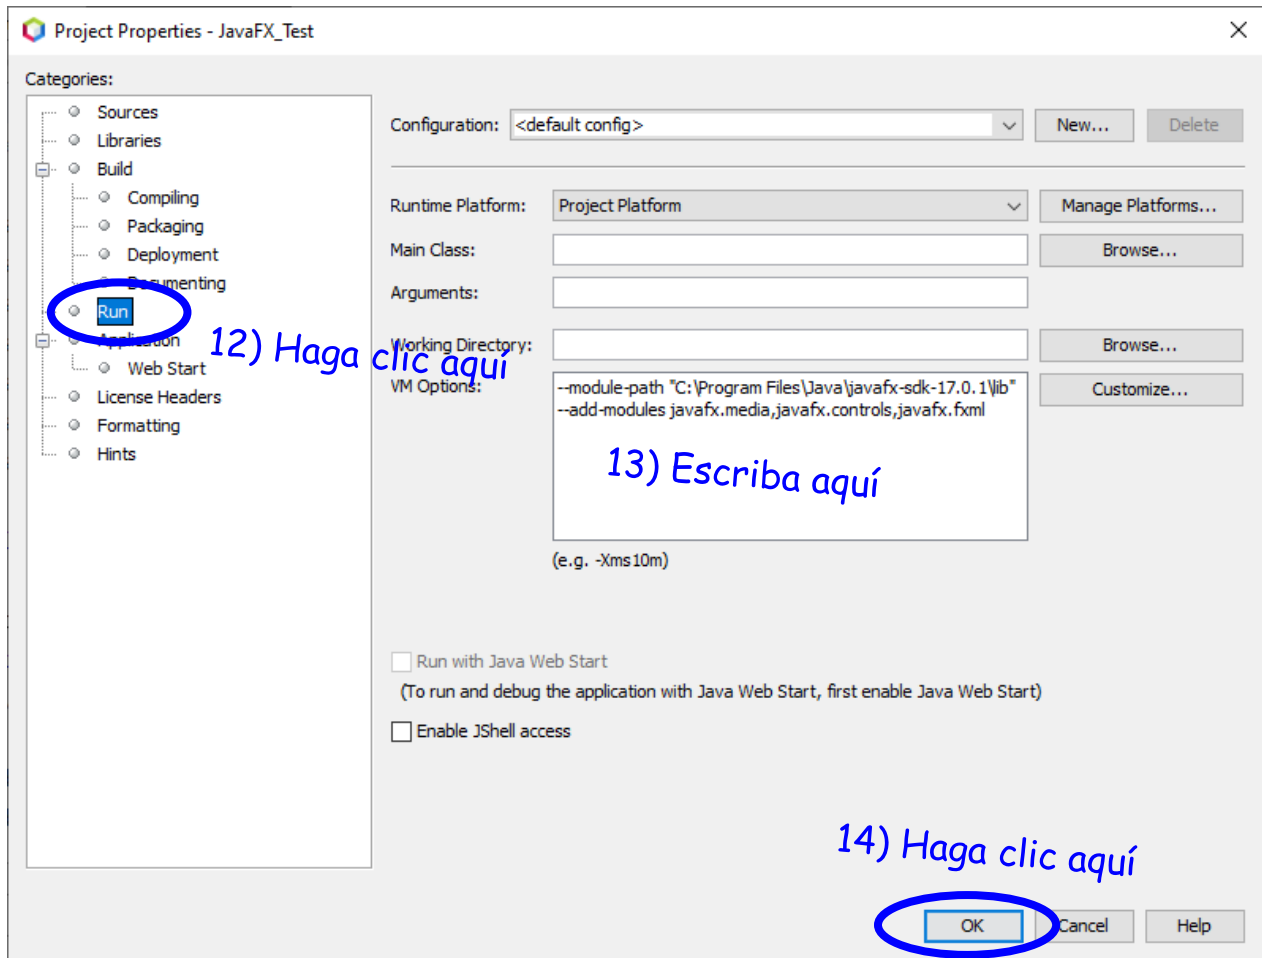 Project Properties - JavaFX_Test
Categories:
Sources
Libraries
Build
Compiling
Packaging
Deployment
Documenting
Run
Application
Web Start
License Headers
Formatting
Hints
12) Haga clic aquí
Configuration: <default config> New... Delete
Runtime Platform: Project Platform Manage Platforms...
Main Class: Browse...
Arguments:
Working Directory: Browse...
VM Options: --module-path "C:\Program Files\Java\javafx-sdk-17.0.1\lib" Customize...
--add-modules javafx.media,javafx.controls,javafx.fxml
13) Escriba aquí
(e.g. -Xms10m)
Run with Java Web Start
(To run and debug the application with Java Web Start, first enable Java Web Start)
Enable JShell access
14) Haga clic aquí
OK Cancel Help